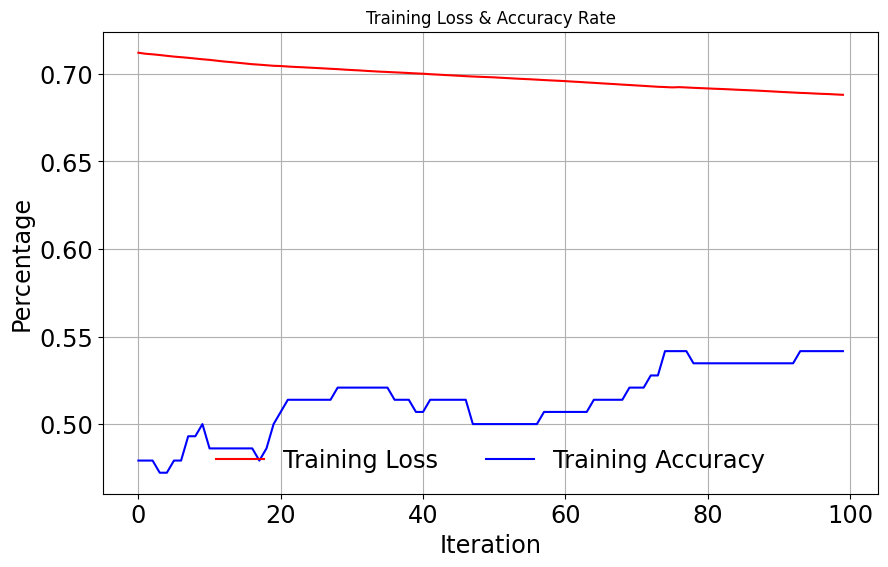 Training Loss & Accuracy Rate
0.70
0.65
0.60
0.55
0.50
Percentage
Training Loss Training Accuracy
0 20 40 60 80 100
Iteration